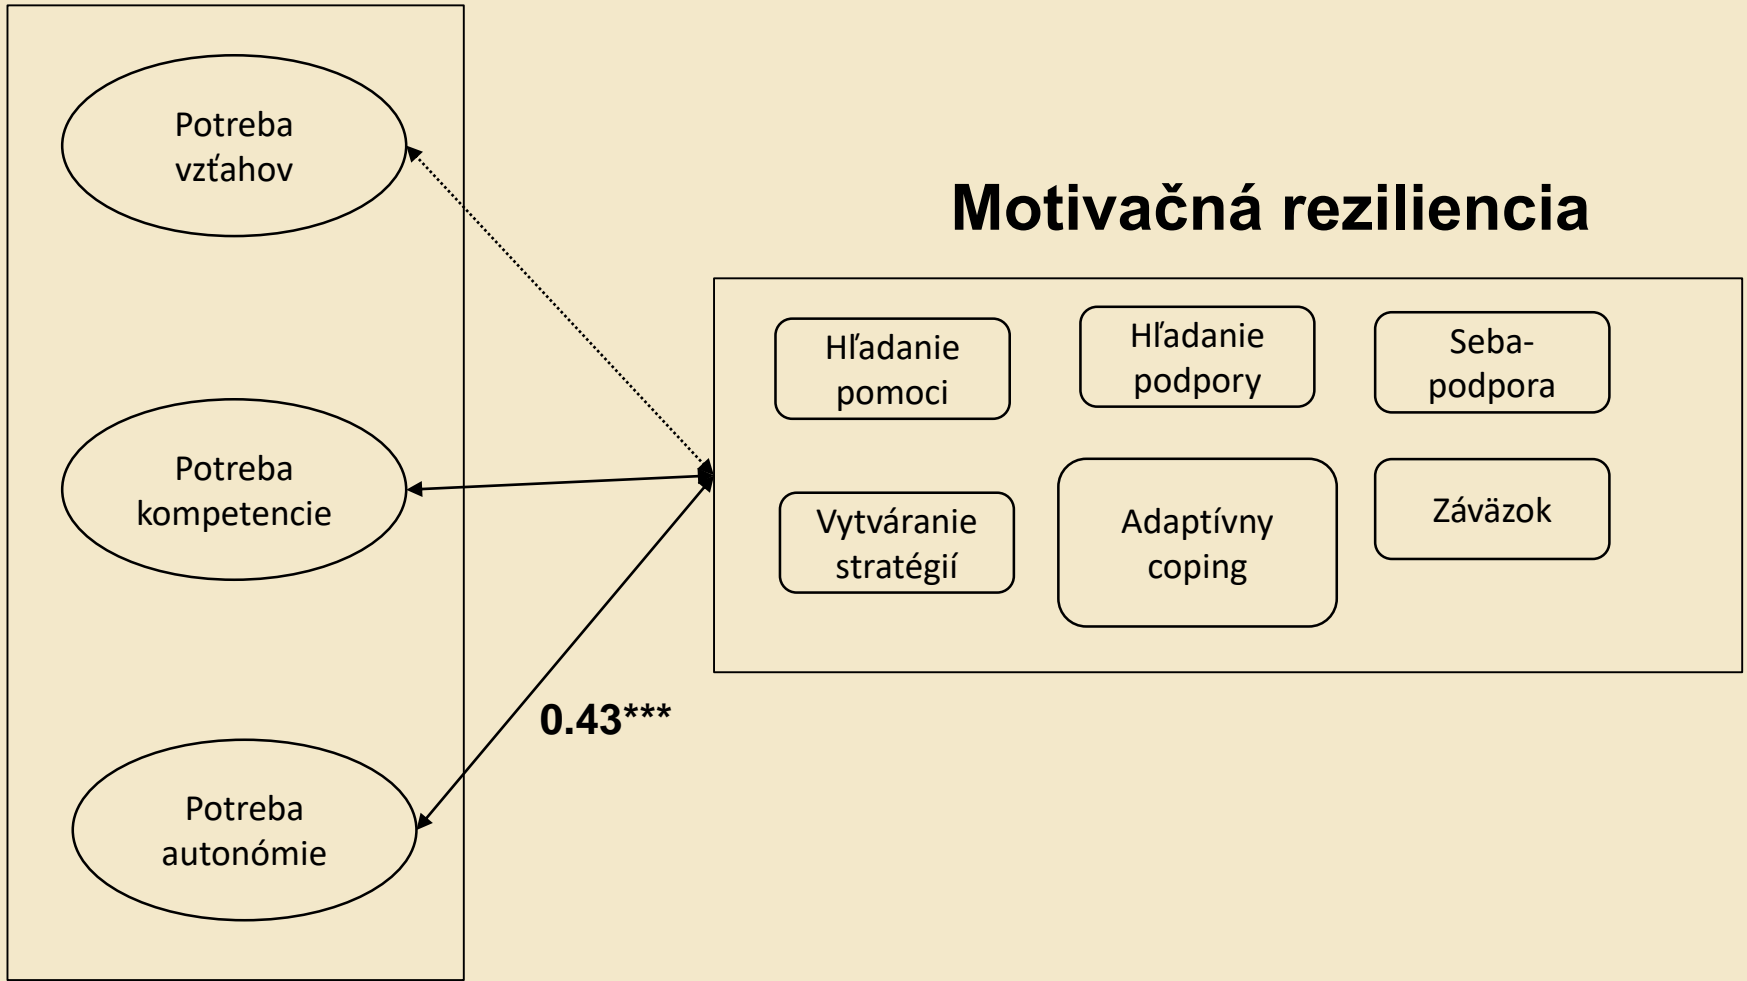 Potreba
vzťahov
Potreba
kompetencie
Potreba
autonómie
0.43***
Motivačná reziliencia
Hľadanie
pomoci
Hľadanie
podpory
Seba-
podpora
Vytváranie
stratégií
Adaptívny
coping
Záväzok